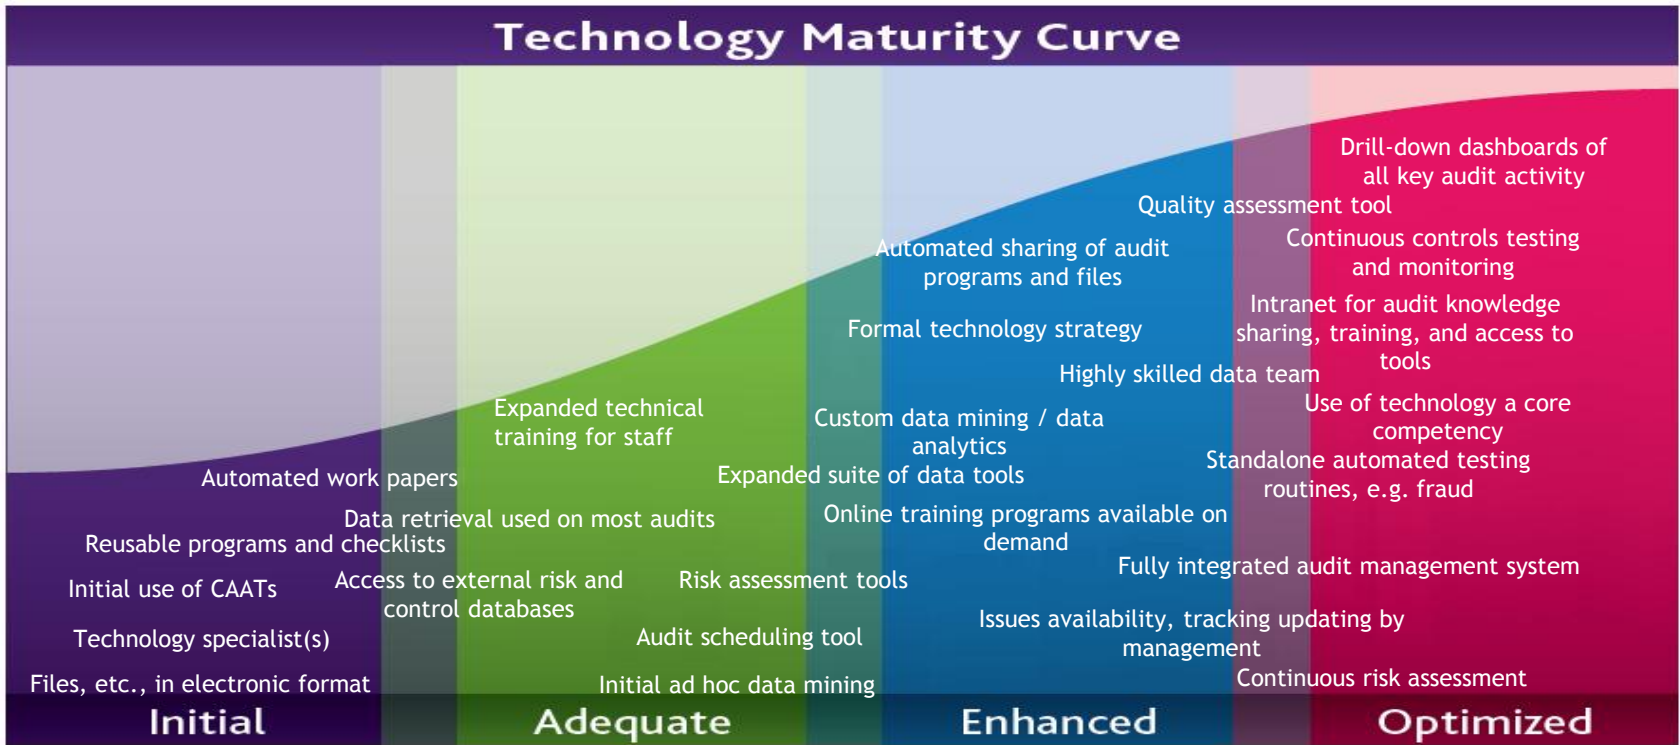 Technology Maturity Curve
Drill-down dashboards of
all key audit activity
Quality assessment tool
Continuous controls testing
and monitoring
Automated sharing of audit
programs and files
Intranet for audit knowledge
sharing, training, and access to
tools
Formal technology strategy
Highly skilled data team
Use of technology a core
competency
Expanded technical
training for staff
Custom data mining / data
analytics
Standalone automated testing
routines, e.g. fraud
Automated work papers
Expanded suite of data tools
Data retrieval used on most audits
Online training programs available on
demand
Reusable programs and checklists
Fully integrated audit management system
Initial use of CAATs
Access to external risk and
control databases
Risk assessment tools
Issues availability, tracking updating by
management
Technology specialist(s)
Audit scheduling tool
Continuous risk assessment
Files, etc., in electronic format
Initial ad hoc data mining
Initial
Adequate
Enhanced
Optimized